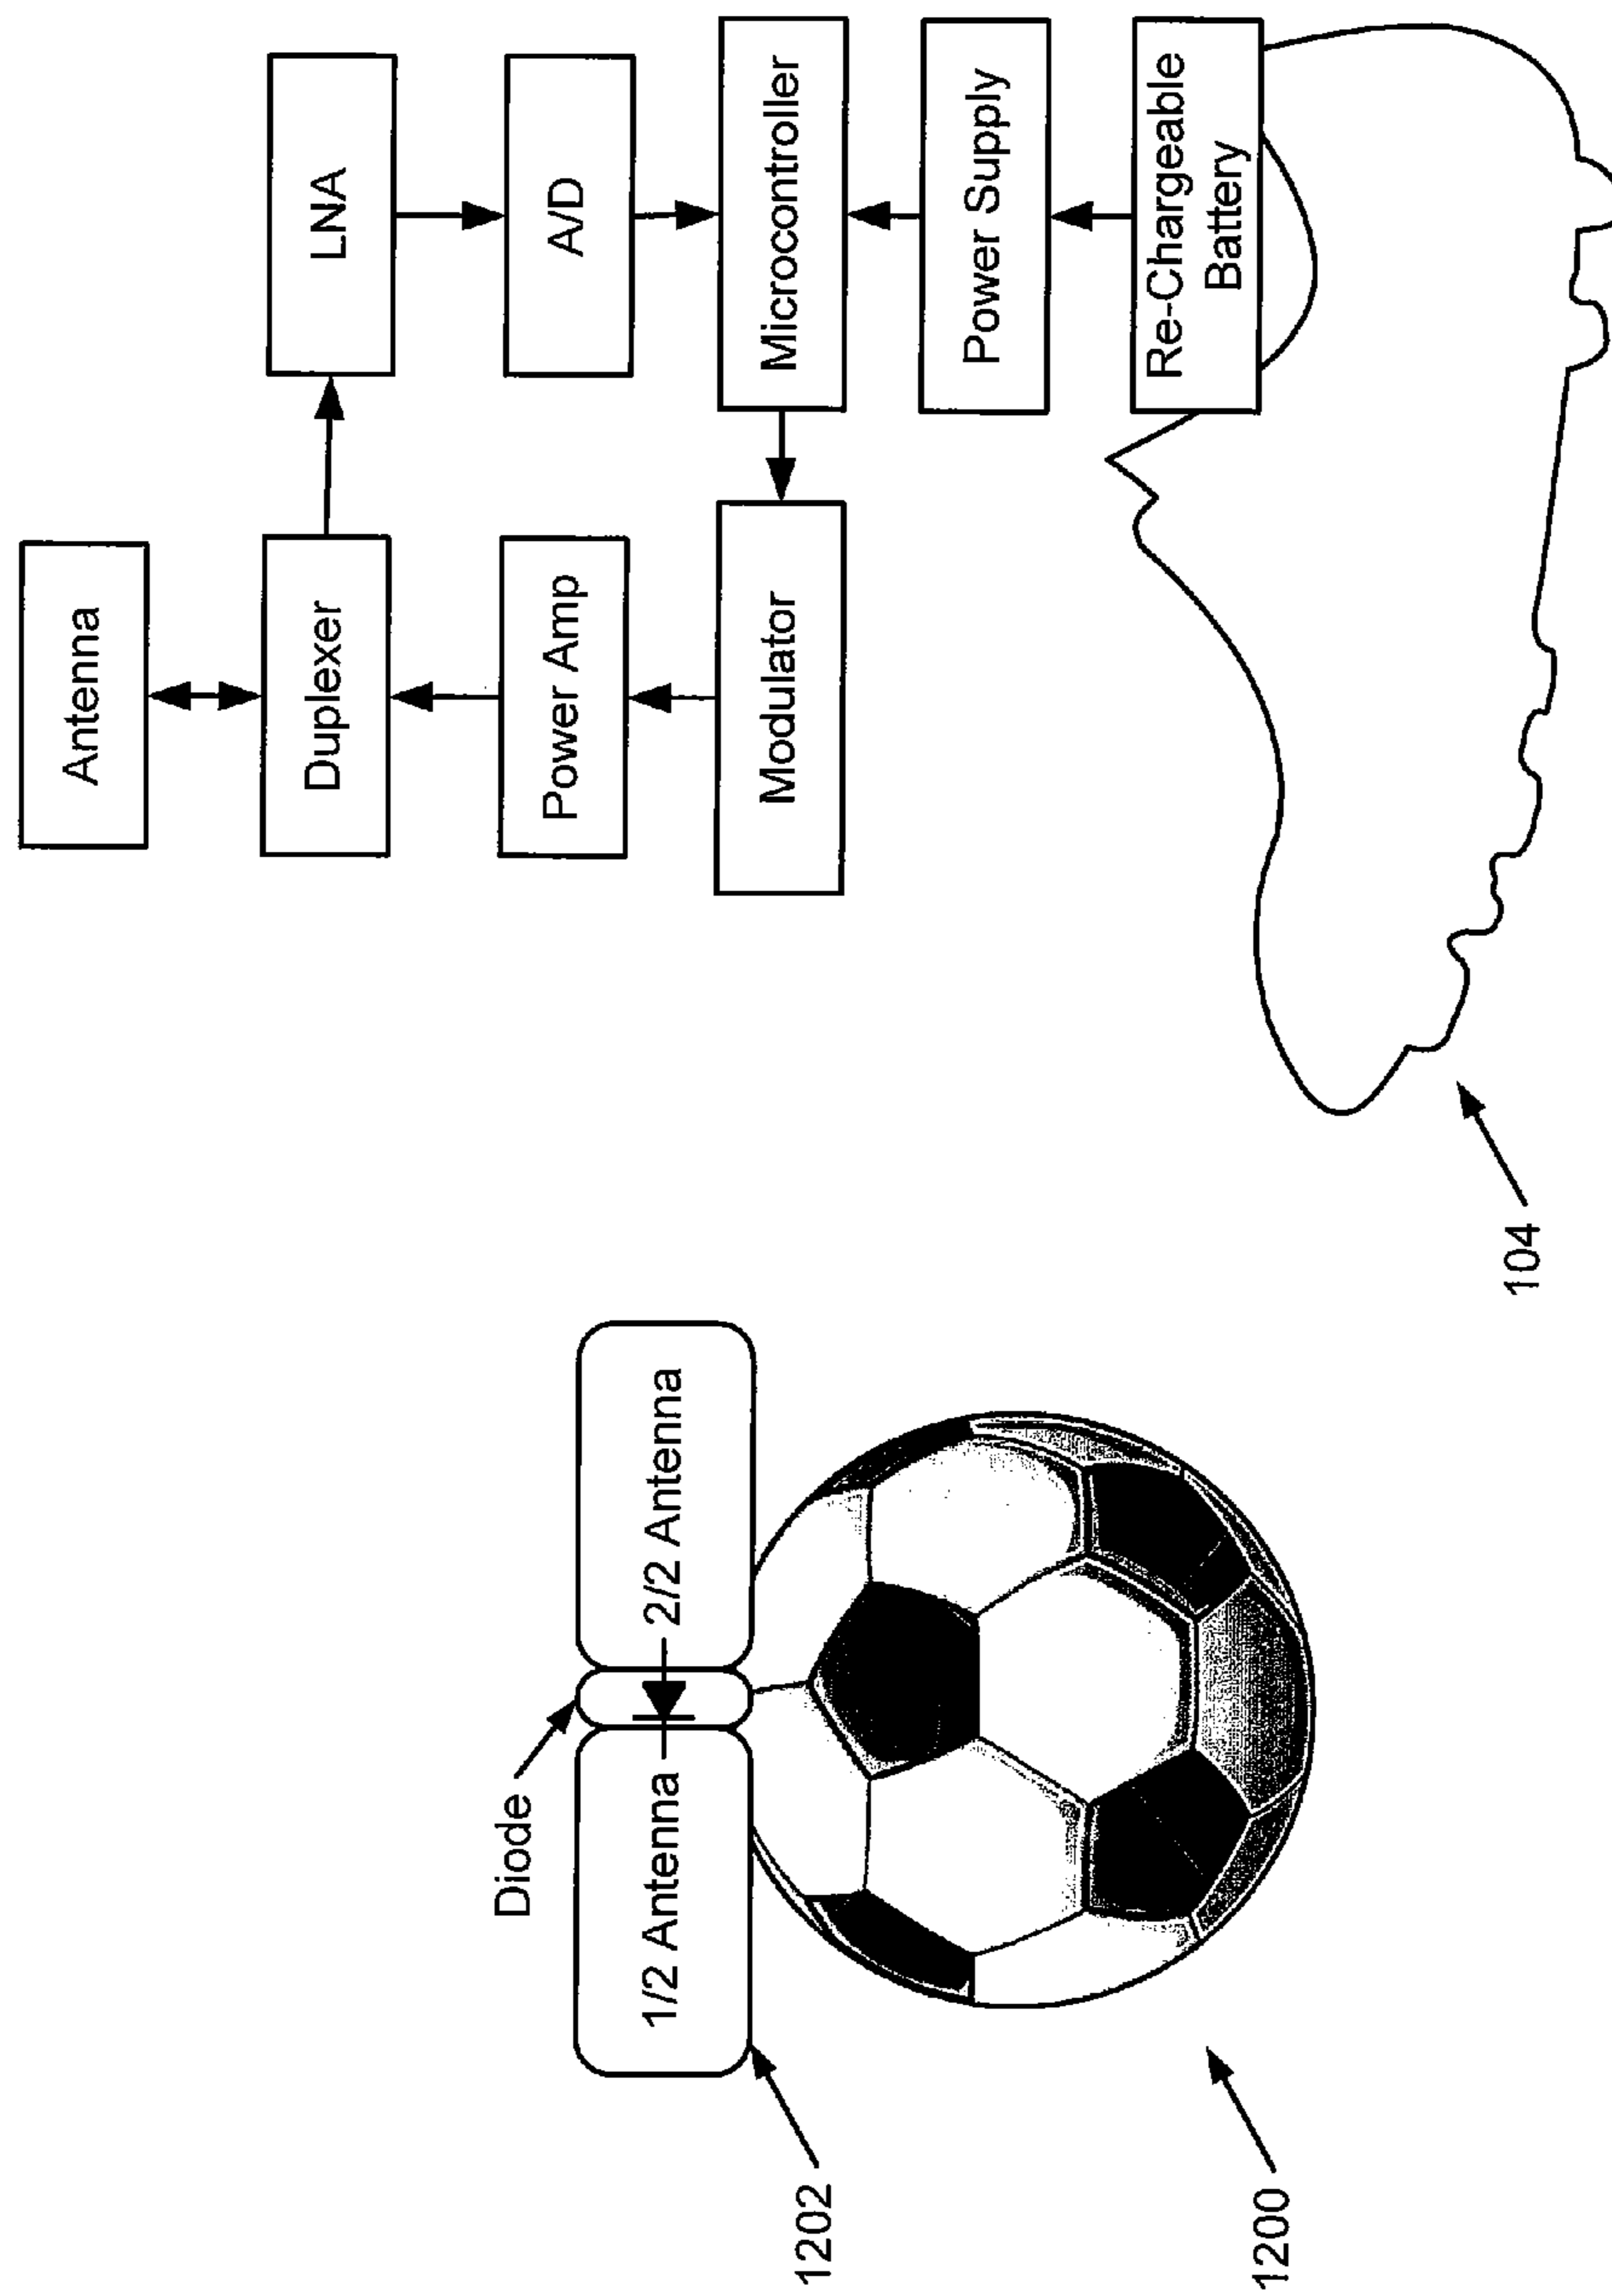 Antenna
Duplexer
LNA
Power Amp
A/D
Modulator
Microcontroller
Power Supply
Re-Chargeable
Battery
104
Diode
1/2 Antenna
2/2 Antenna
1202
1200